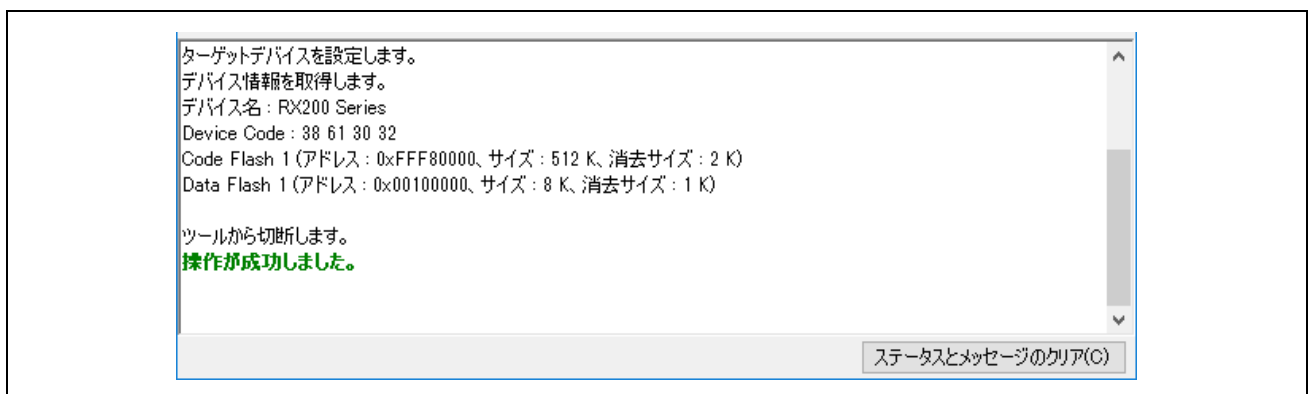 ターゲットデバイスを設定します。
デバイス情報を取得します。
デバイス名 : RX200 Series
Device Code : 38 61 30 32
Code Flash 1 (アドレス : 0xFFF80000、サイズ : 512 K、消去サイズ : 2 K)
Data Flash 1 (アドレス : 0x00100000、サイズ : 8 K、消去サイズ : 1 K)
ツールから切断します。
操作が成功しました。
ステータスとメッセージのクリア(C)